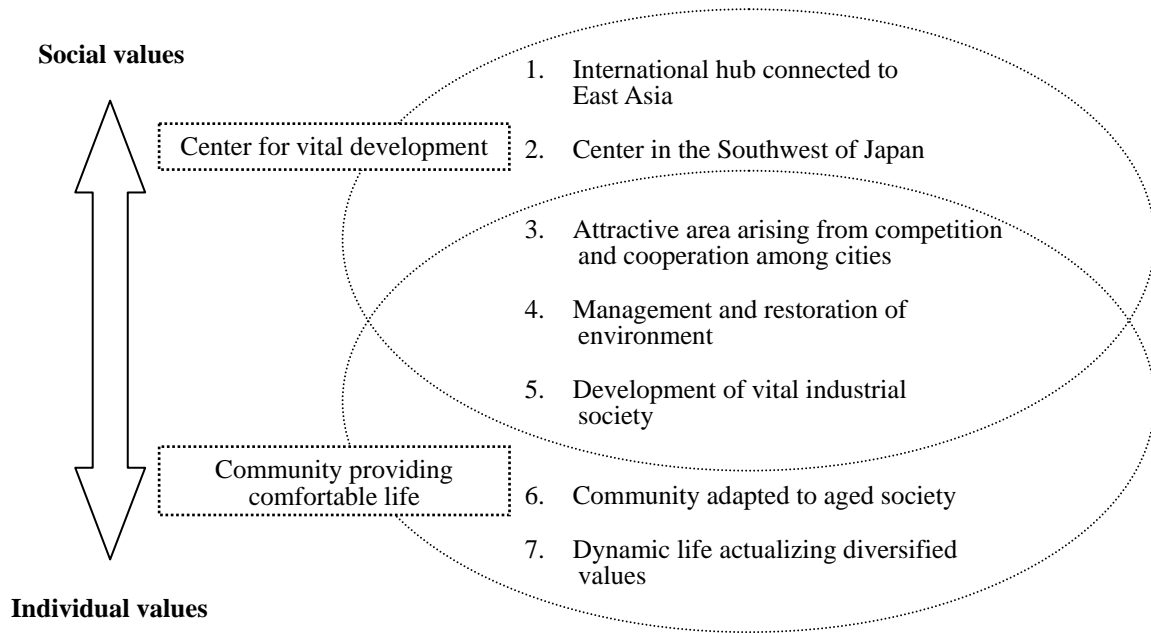 Social values
1. International hub connected to
East Asia
Center for vital development
2. Center in the Southwest of Japan
3. Attractive area arising from competition
and cooperation among cities
4. Management and restoration of
environment
5. Development of vital industrial
society
Community providing
comfortable life
6. Community adapted to aged society
7. Dynamic life actualizing diversified
values
Individual values